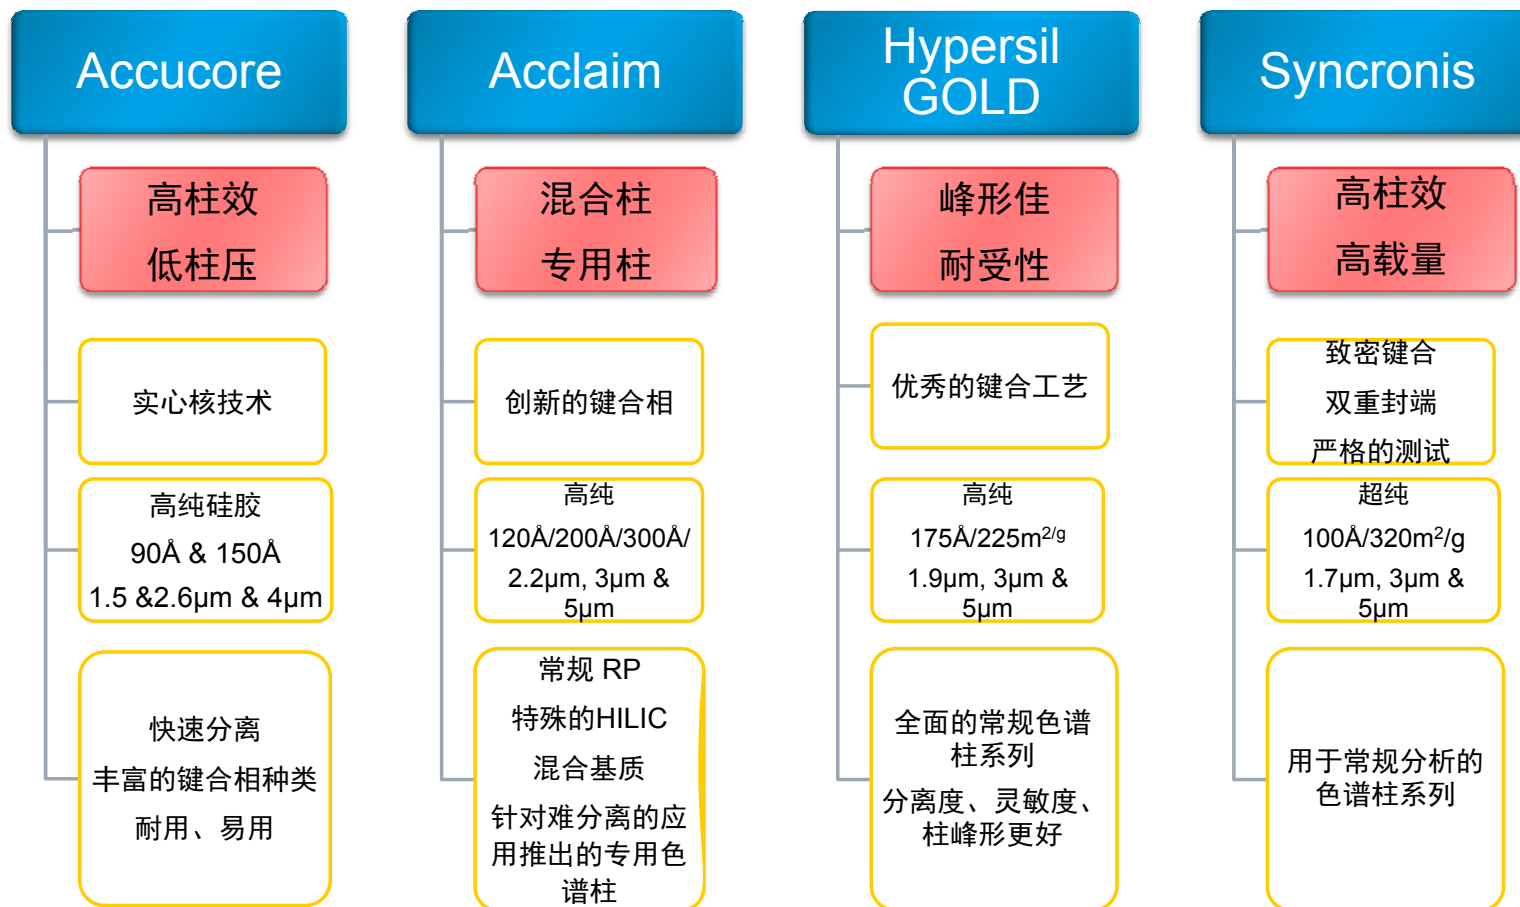 Accucore
高柱效
低柱压
实心核技术
高纯硅胶
90Å & 150Å
1.5 &2.6µm & 4µm
快速分离
丰富的键合相种类
耐用、易用
Acclaim
混合柱
专用柱
创新的键合相
高纯
120Å/200Å/300Å/
2.2µm, 3µm &
5µm
常规 RP
特殊的HILIC
混合基质
针对难分离的应
用推出的专用色
谱柱
Hypersil
GOLD
峰形佳
耐受性
优秀的键合工艺
高纯
175Å/225m²/ᵍ
1.9µm, 3µm &
5µm
全面的常规色谱
柱系列
分离度、灵敏度、
柱峰形更好
Syncronis
高柱效
高载量
致密键合
双重封端
严格的测试
超纯
100Å/320m²/g
1.7µm, 3µm &
5µm
用于常规分析的
色谱柱系列